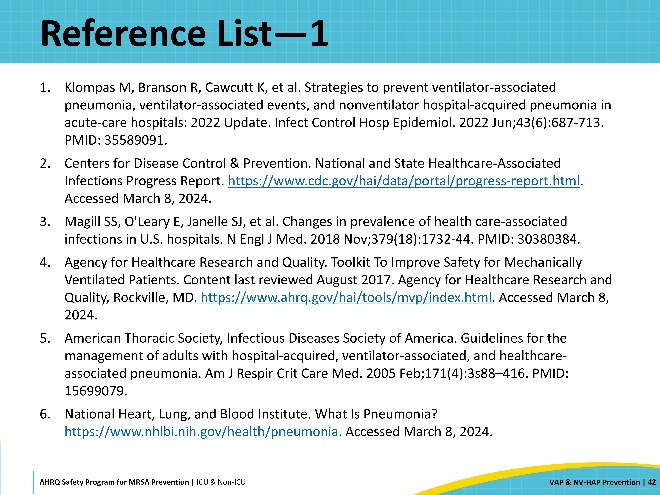 Reference List—1
1. Klompas M, Branson R, Cawcutt K, et al. Strategies to prevent ventilator-associated
pneumonia, ventilator-associated events, and nonventilator hospital-acquired pneumonia in
acute-care hospitals: 2022 Update. Infect Control Hosp Epidemiol. 2022 Jun;43(6):687-713.
PMID: 35589091.
2. Centers for Disease Control & Prevention. National and State Healthcare-Associated
Infections Progress Report. https://www.cdc.gov/hai/data/portal/progress-report.html.
Accessed March 8, 2024.
3. Magill SS, O'Leary E, Janelle SJ, et al. Changes in prevalence of health care-associated
infections in U.S. hospitals. N Engl J Med. 2018 Nov;379(18):1732-44. PMID: 30380384.
4. Agency for Healthcare Research and Quality. Toolkit To Improve Safety for Mechanically
Ventilated Patients. Content last reviewed August 2017. Agency for Healthcare Research and
Quality, Rockville, MD. https://www.ahrq.gov/hai/tools/mvp/index.html. Accessed March 8,
2024.
5. American Thoracic Society, Infectious Diseases Society of America. Guidelines for the
management of adults with hospital-acquired, ventilator-associated, and healthcare-
associated pneumonia. Am J Respir Crit Care Med. 2005 Feb;171(4):3s88–416. PMID:
15699079.
6. National Heart, Lung, and Blood Institute. What Is Pneumonia?
https://www.nhlbi.nih.gov/health/pneumonia. Accessed March 8, 2024.
AHRQ Safety Program for MRSA Prevention | ICU & Non-ICU
VAP & NV-HAP Prevention | 42